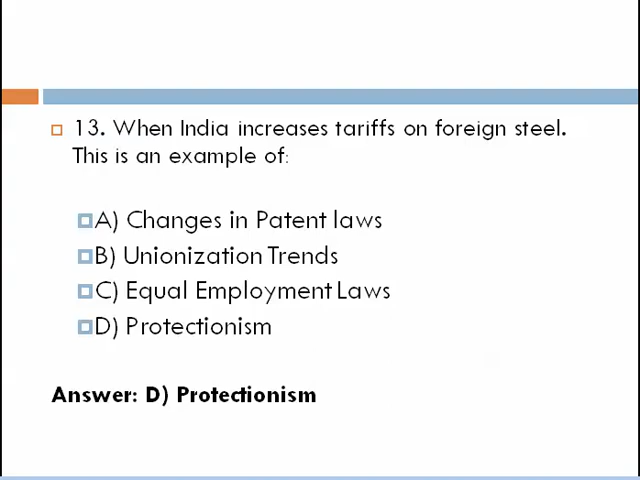 13. When India increases tariffs on foreign steel.
This is an example of:
A) Changes in Patent laws
B) Unionization Trends
C) Equal Employment Laws
D) Protectionism
Answer: D) Protectionism